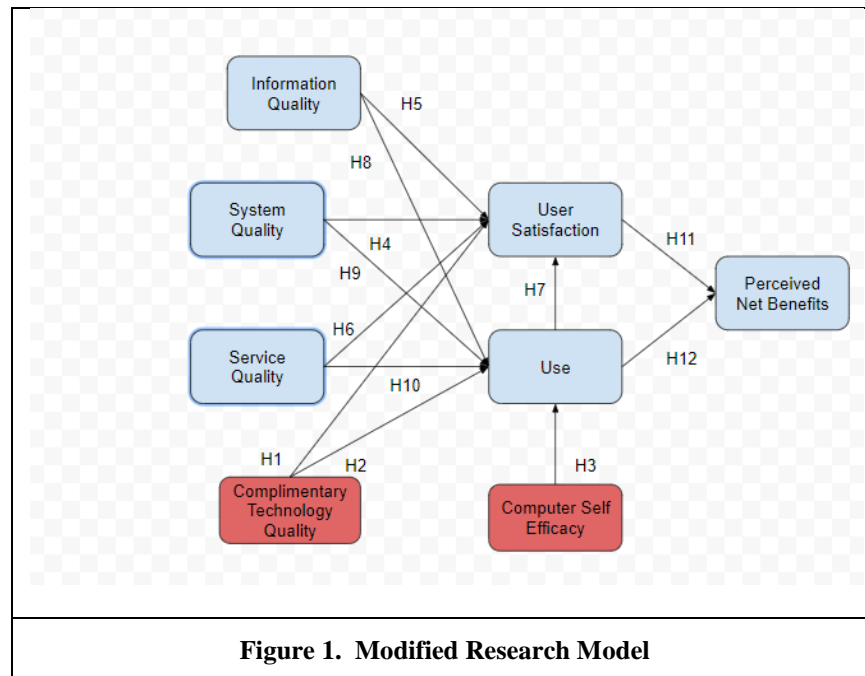 Information
Quality
H5
H8
System
Quality
User
Satisfaction
H4
H11
H9
H7
Perceived
Net Benefits
H6
Service
Quality
Use
H10
H12
H1
H2
H3
Complimentary
Technology
Quality
Computer Self
Efficacy
Figure 1. Modified Research Model